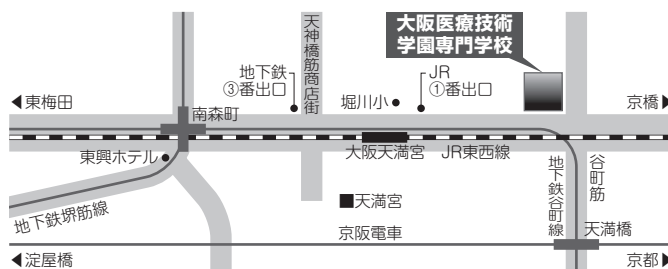 大阪医療技術
学園専門学校
天神橋筋商店街
地下鉄
③番出口
JR
①番出口
堀川小
◀東梅田
京橋▶
南森町
東興ホテル
大阪天満宮
JR東西線
地下鉄堺筋線
■天満宮
地下鉄谷町線
谷町筋
天満橋
京阪電車
◀淀屋橋
京都▶